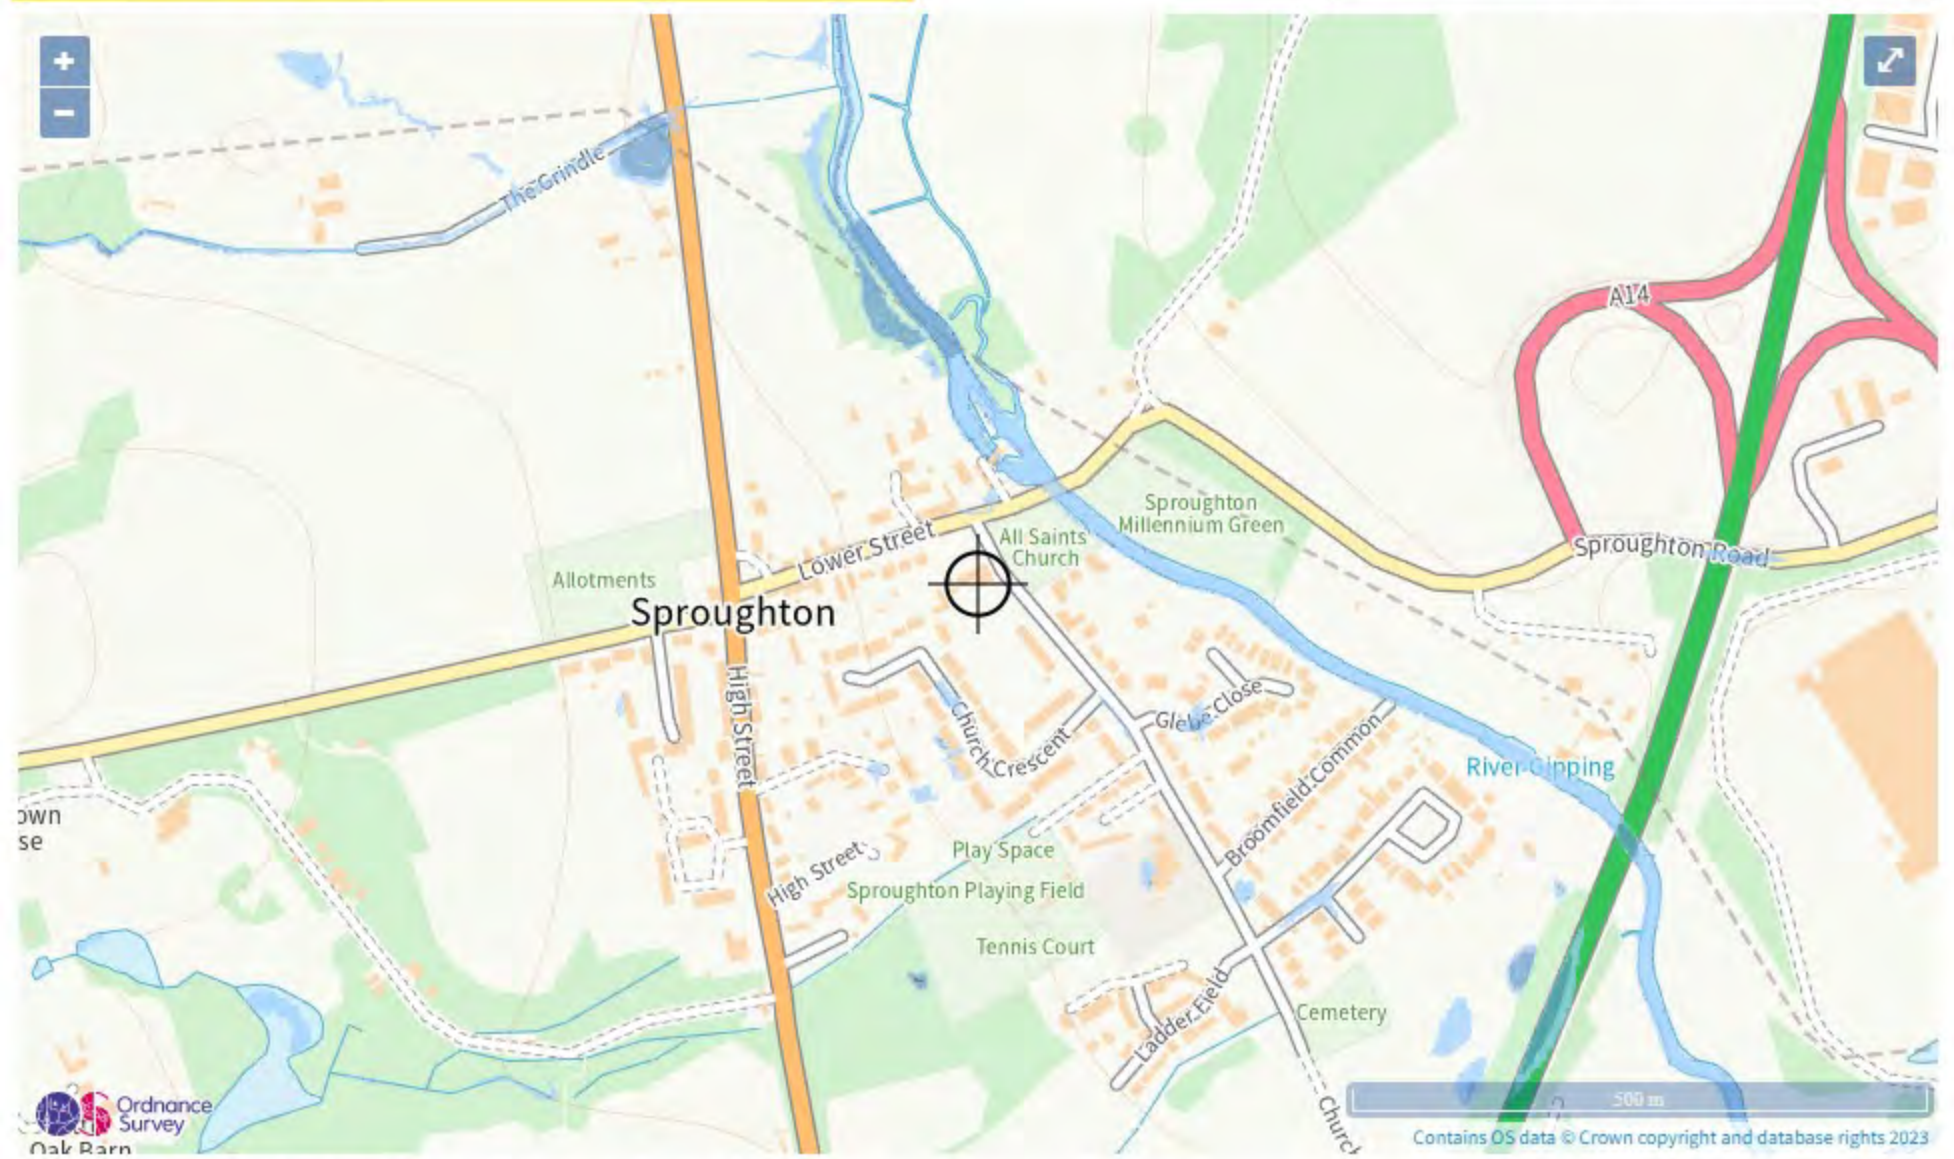 +
−
The Grindle
A14
Sproughton
Millennium Green
All Saints
Church
Lower Street
Sproughton Road
Allotments
Sproughton
High Street
Glebe Close
Church Crescent
Broomfield Common
River Gipping
own
se
Play Space
High Street
Sproughton Playing Field
Tennis Court
Ladder Field
Cemetery
Ordnance
Survey
Oak Barn
500 m
Church
Contains OS data © Crown copyright and database rights 2023